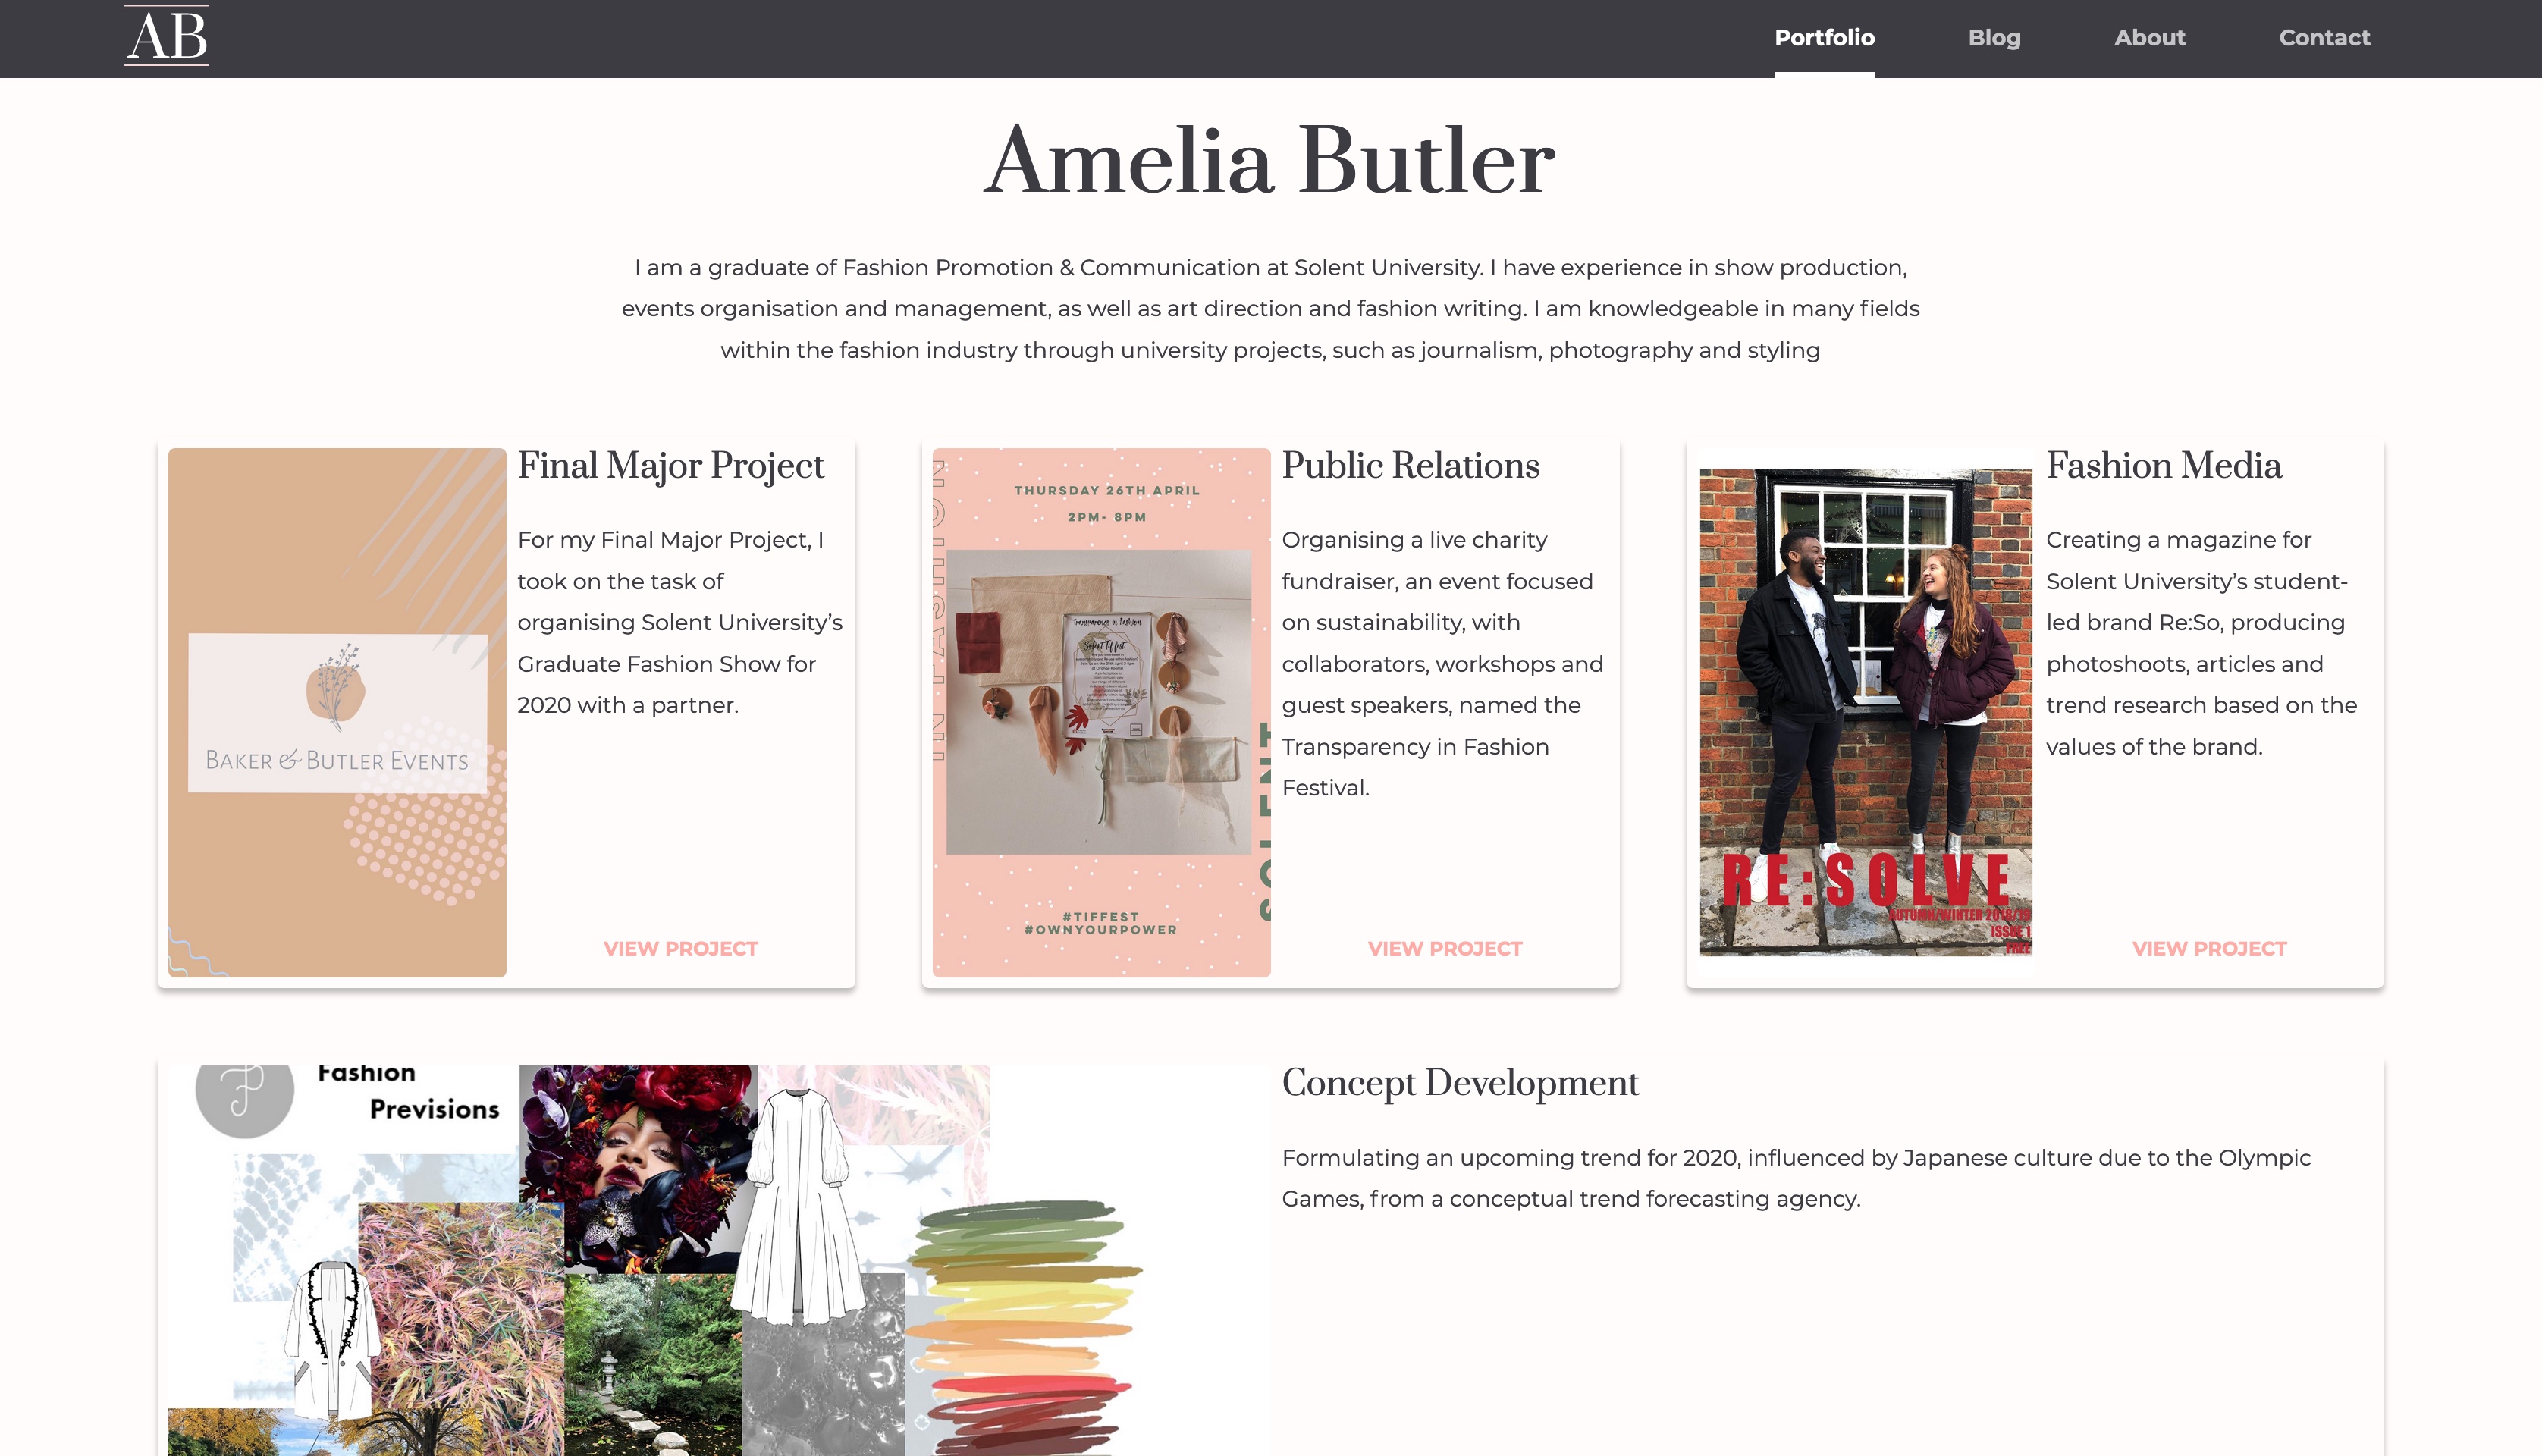 AB
Portfolio
Blog
About
Contact
Amelia Butler
I am a graduate of Fashion Promotion & Communication at Solent University. I have experience in show production,
events organisation and management, as well as art direction and fashion writing. I am knowledgeable in many fields
within the fashion industry through university projects, such as journalism, photography and styling
BAKER & BUTLER EVENTS
Final Major Project
For my Final Major Project, I
took on the task of
organising Solent University’s
Graduate Fashion Show for
2020 with a partner.
VIEW PROJECT
THURSDAY 26TH APRIL
2PM- 8PM
IN FASHION
Transparency in Fashion
Solent Tif fest
SOLENT
#TIFFEST
#OWNYOURPOWER
Public Relations
Organising a live charity
fundraiser, an event focused
on sustainability, with
collaborators, workshops and
guest speakers, named the
Transparency in Fashion
Festival.
VIEW PROJECT
RE:SOLVE
AUTUMN/WINTER 2018/19
ISSUE 1
FREE
Fashion Media
Creating a magazine for
Solent University’s student-
led brand Re:So, producing
photoshoots, articles and
trend research based on the
values of the brand.
VIEW PROJECT
Fashion
Previsions
Concept Development
Formulating an upcoming trend for 2020, influenced by Japanese culture due to the Olympic
Games, from a conceptual trend forecasting agency.